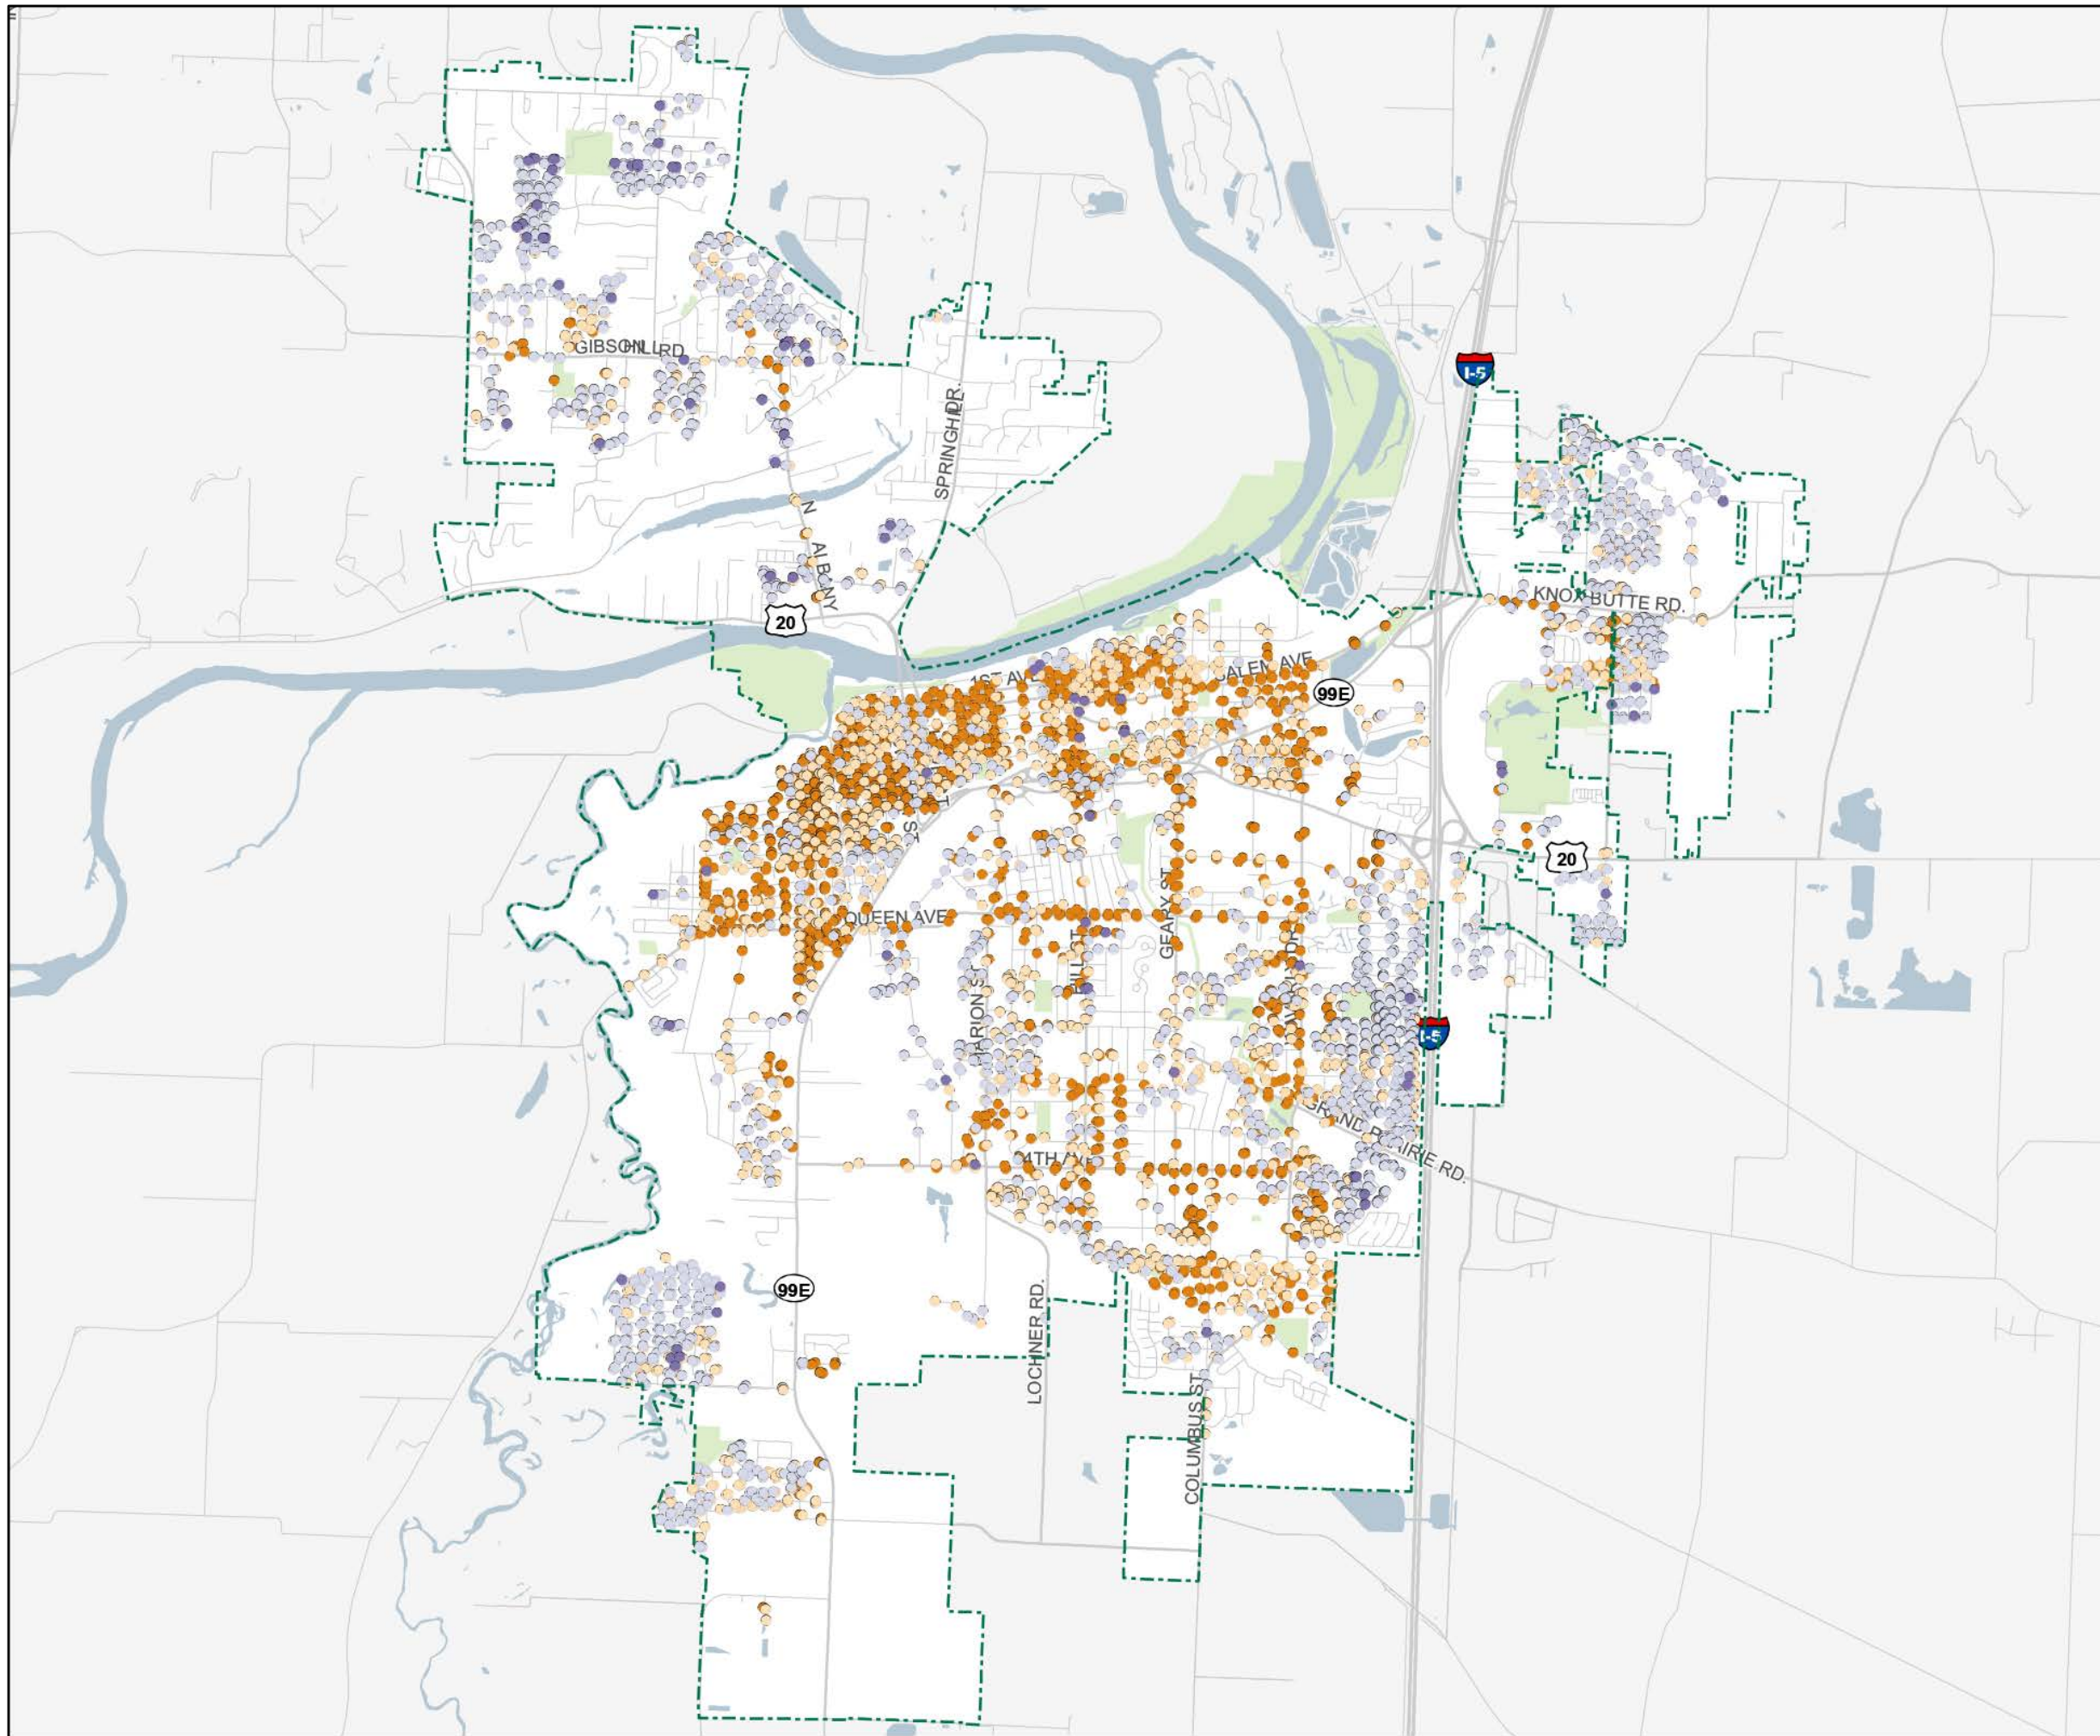 GIBSON HILL RD
I-5
SPRINGHILL DR.
N ALBANY
KNOX BUTTE RD.
20
1ST AVE
SALEM AVE
99E
20
QUEEN AVE
GEARY ST
HILL ST
MARION ST
I-5
GRAND PRAIRIE RD.
34TH AVE
99E
LOCHNER RD.
COLUMBUS ST.